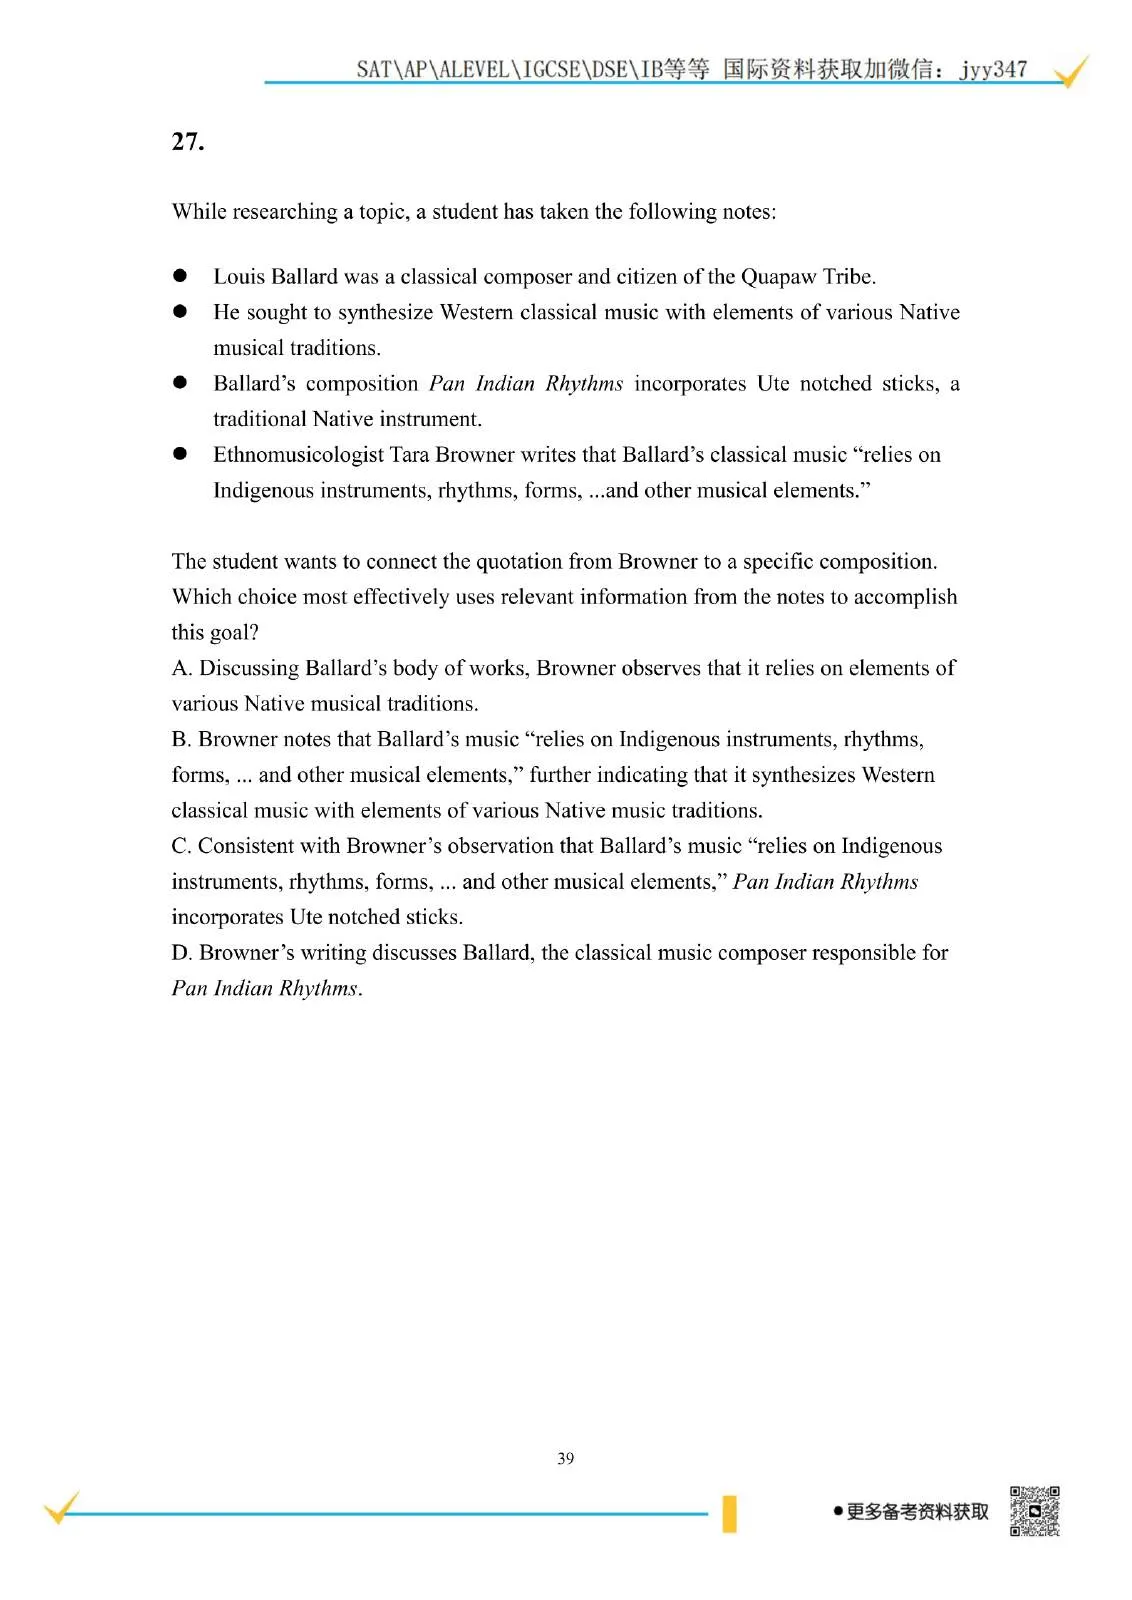 SAT\AP\ALEVEL\IGCSE\DSE\IB等等 国际资料获取加微信：jyy347
27.
While researching a topic, a student has taken the following notes:
● Louis Ballard was a classical composer and citizen of the Quapaw Tribe.
● He sought to synthesize Western classical music with elements of various Native
musical traditions.
● Ballard’s composition Pan Indian Rhythms incorporates Ute notched sticks, a
traditional Native instrument.
● Ethnomusicologist Tara Browner writes that Ballard’s classical music “relies on
Indigenous instruments, rhythms, forms, ...and other musical elements.”
The student wants to connect the quotation from Browner to a specific composition.
Which choice most effectively uses relevant information from the notes to accomplish
this goal?
A. Discussing Ballard’s body of works, Browner observes that it relies on elements of
various Native musical traditions.
B. Browner notes that Ballard’s music “relies on Indigenous instruments, rhythms,
forms, ... and other musical elements,” further indicating that it synthesizes Western
classical music with elements of various Native music traditions.
C. Consistent with Browner’s observation that Ballard’s music “relies on Indigenous
instruments, rhythms, forms, ... and other musical elements,” Pan Indian Rhythms
incorporates Ute notched sticks.
D. Browner’s writing discusses Ballard, the classical music composer responsible for
Pan Indian Rhythms.
39
●更多备考资料获取